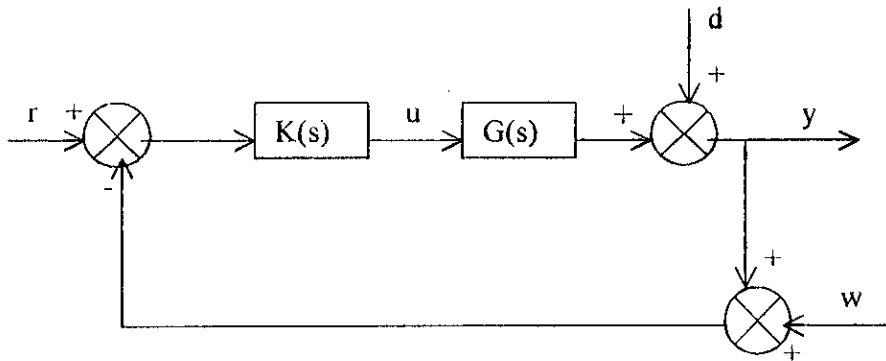 d
+
r + K(s) u G(s) + y
-
+
w
+